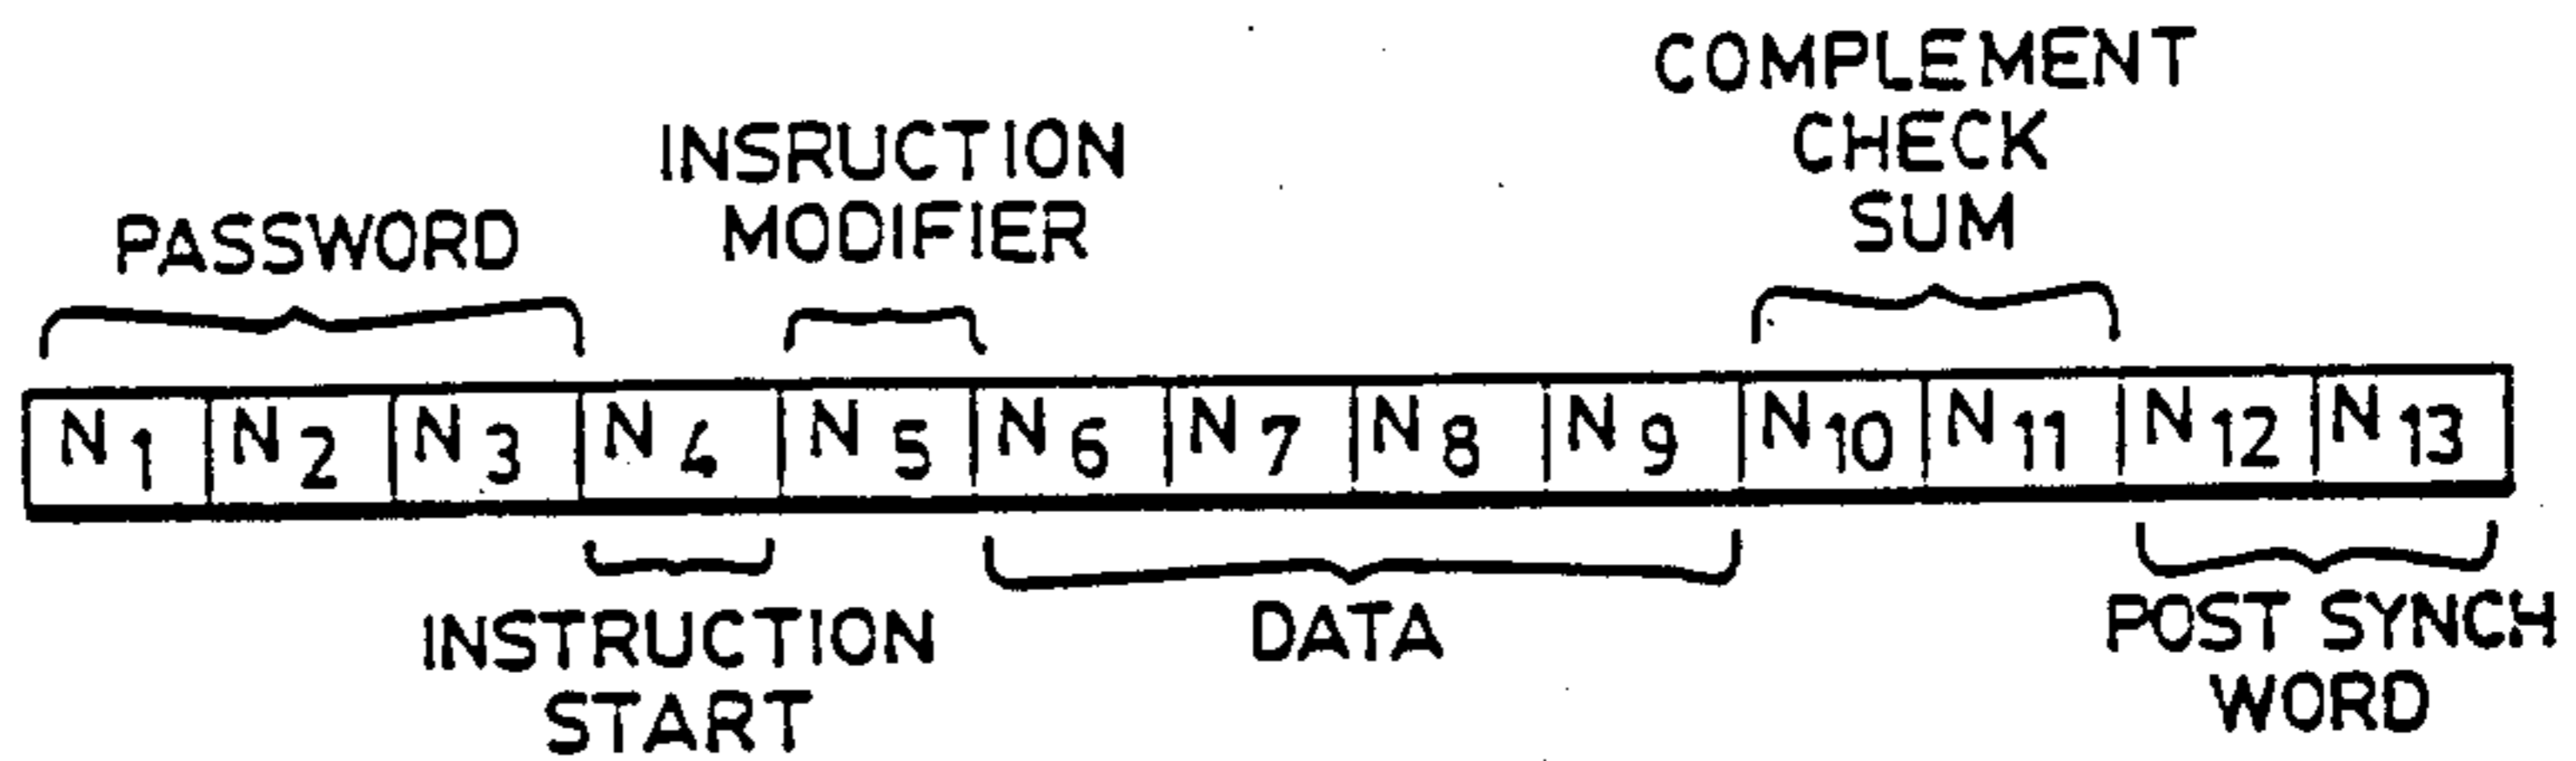 COMPLEMENT
CHECK
SUM
INSRUCTION
MODIFIER
PASSWORD
N1 N2 N3 N4 N5 N6 N7 N8 N9 N10 N11 N12 N13
INSTRUCTION
START
DATA
POST SYNCH
WORD